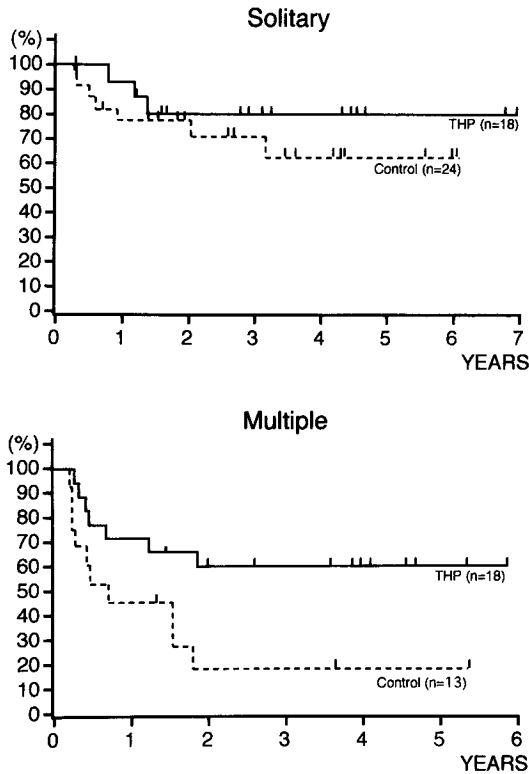 Solitary
(%)
100
90
80
70
60
50
40
30
20
10
0
THP (n=18)
Control (n=24)
0 1 2 3 4 5 6 7
YEARS
Multiple
(%)
100
90
80
70
60
50
40
30
20
10
0
THP (n=18)
Control (n=13)
0 1 2 3 4 5 6
YEARS